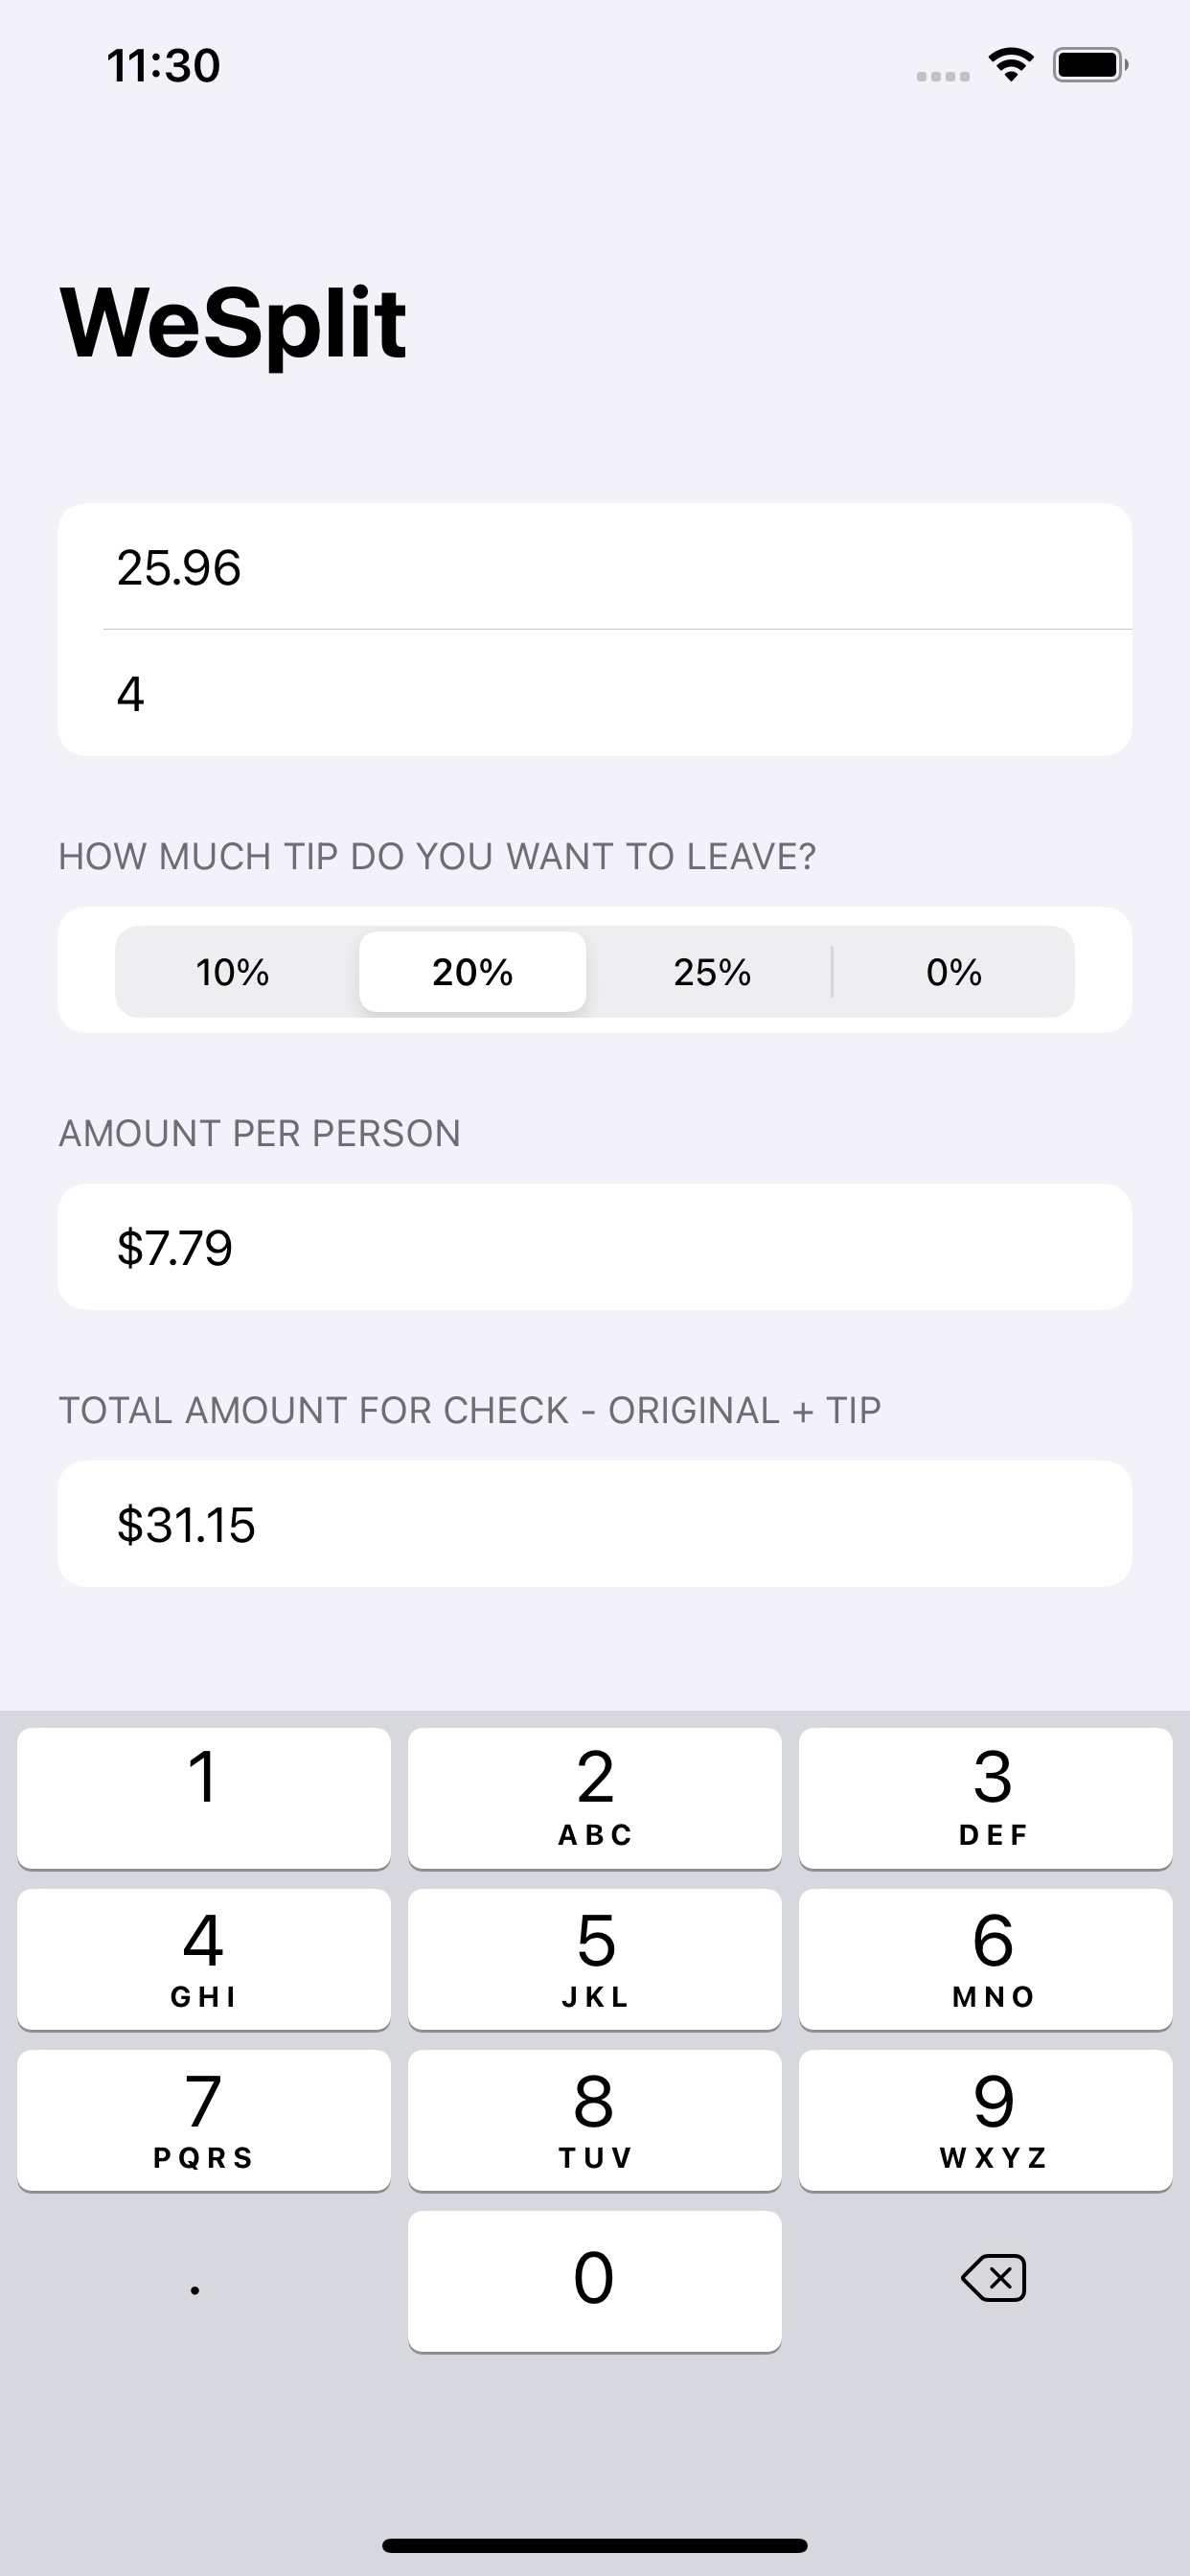 11:30
WeSplit
25.96
4
HOW MUCH TIP DO YOU WANT TO LEAVE?
10% 20% 25% 0%
AMOUNT PER PERSON
$7.79
TOTAL AMOUNT FOR CHECK - ORIGINAL + TIP
$31.15
1 2 3
ABC DEF
4 5 6
GHI JKL MNO
7 8 9
PQRS TUV WXYZ
. 0